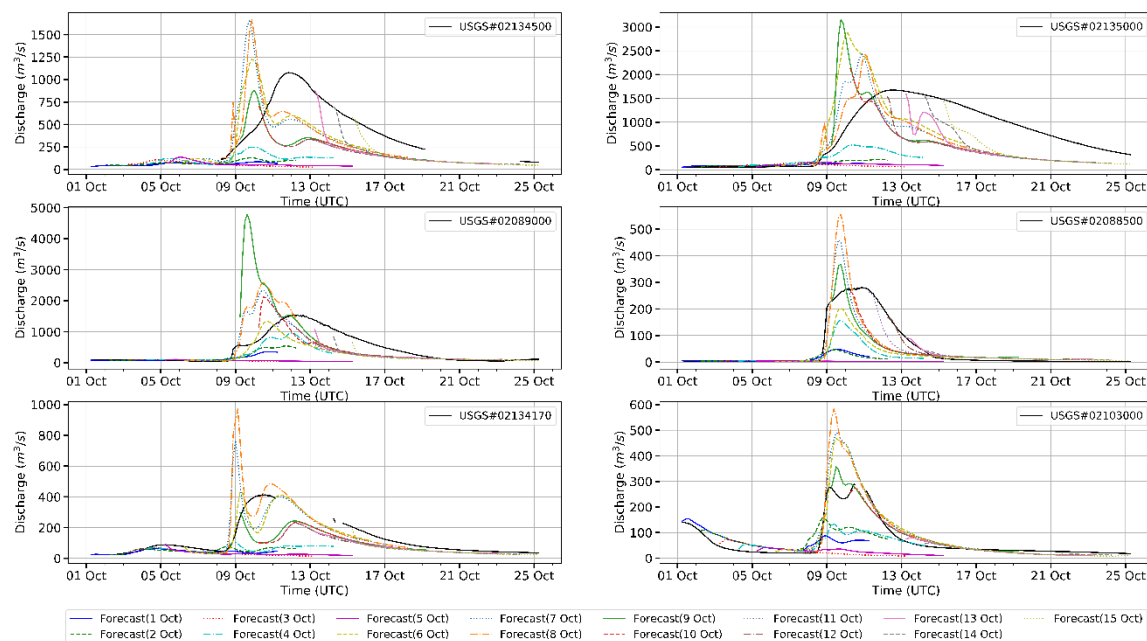 USGS#02134500
Discharge (m³/s)
1750
1500
1250
1000
750
500
250
0
01 Oct 05 Oct 09 Oct 13 Oct 17 Oct 21 Oct 25 Oct
Time (UTC)
USGS#02135000
Discharge (m³/s)
3000
2500
2000
1500
1000
500
0
01 Oct 05 Oct 09 Oct 13 Oct 17 Oct 21 Oct 25 Oct
Time (UTC)
USGS#02089000
Discharge (m³/s)
5000
4000
3000
2000
1000
0
01 Oct 05 Oct 09 Oct 13 Oct 17 Oct 21 Oct 25 Oct
Time (UTC)
USGS#02088500
Discharge (m³/s)
500
400
300
200
100
0
01 Oct 05 Oct 09 Oct 13 Oct 17 Oct 21 Oct 25 Oct
Time (UTC)
USGS#02134170
Discharge (m³/s)
1000
800
600
400
200
0
01 Oct 05 Oct 09 Oct 13 Oct 17 Oct 21 Oct 25 Oct
Time (UTC)
USGS#02103000
Discharge (m³/s)
600
500
400
300
200
100
0
01 Oct 05 Oct 09 Oct 13 Oct 17 Oct 21 Oct 25 Oct
Time (UTC)
Forecast(1 Oct) Forecast(3 Oct) Forecast(5 Oct) Forecast(7 Oct) Forecast(9 Oct) Forecast(11 Oct) Forecast(13 Oct) Forecast(15 Oct)
Forecast(2 Oct) Forecast(4 Oct) Forecast(6 Oct) Forecast(8 Oct) Forecast(10 Oct) Forecast(12 Oct) Forecast(14 Oct)